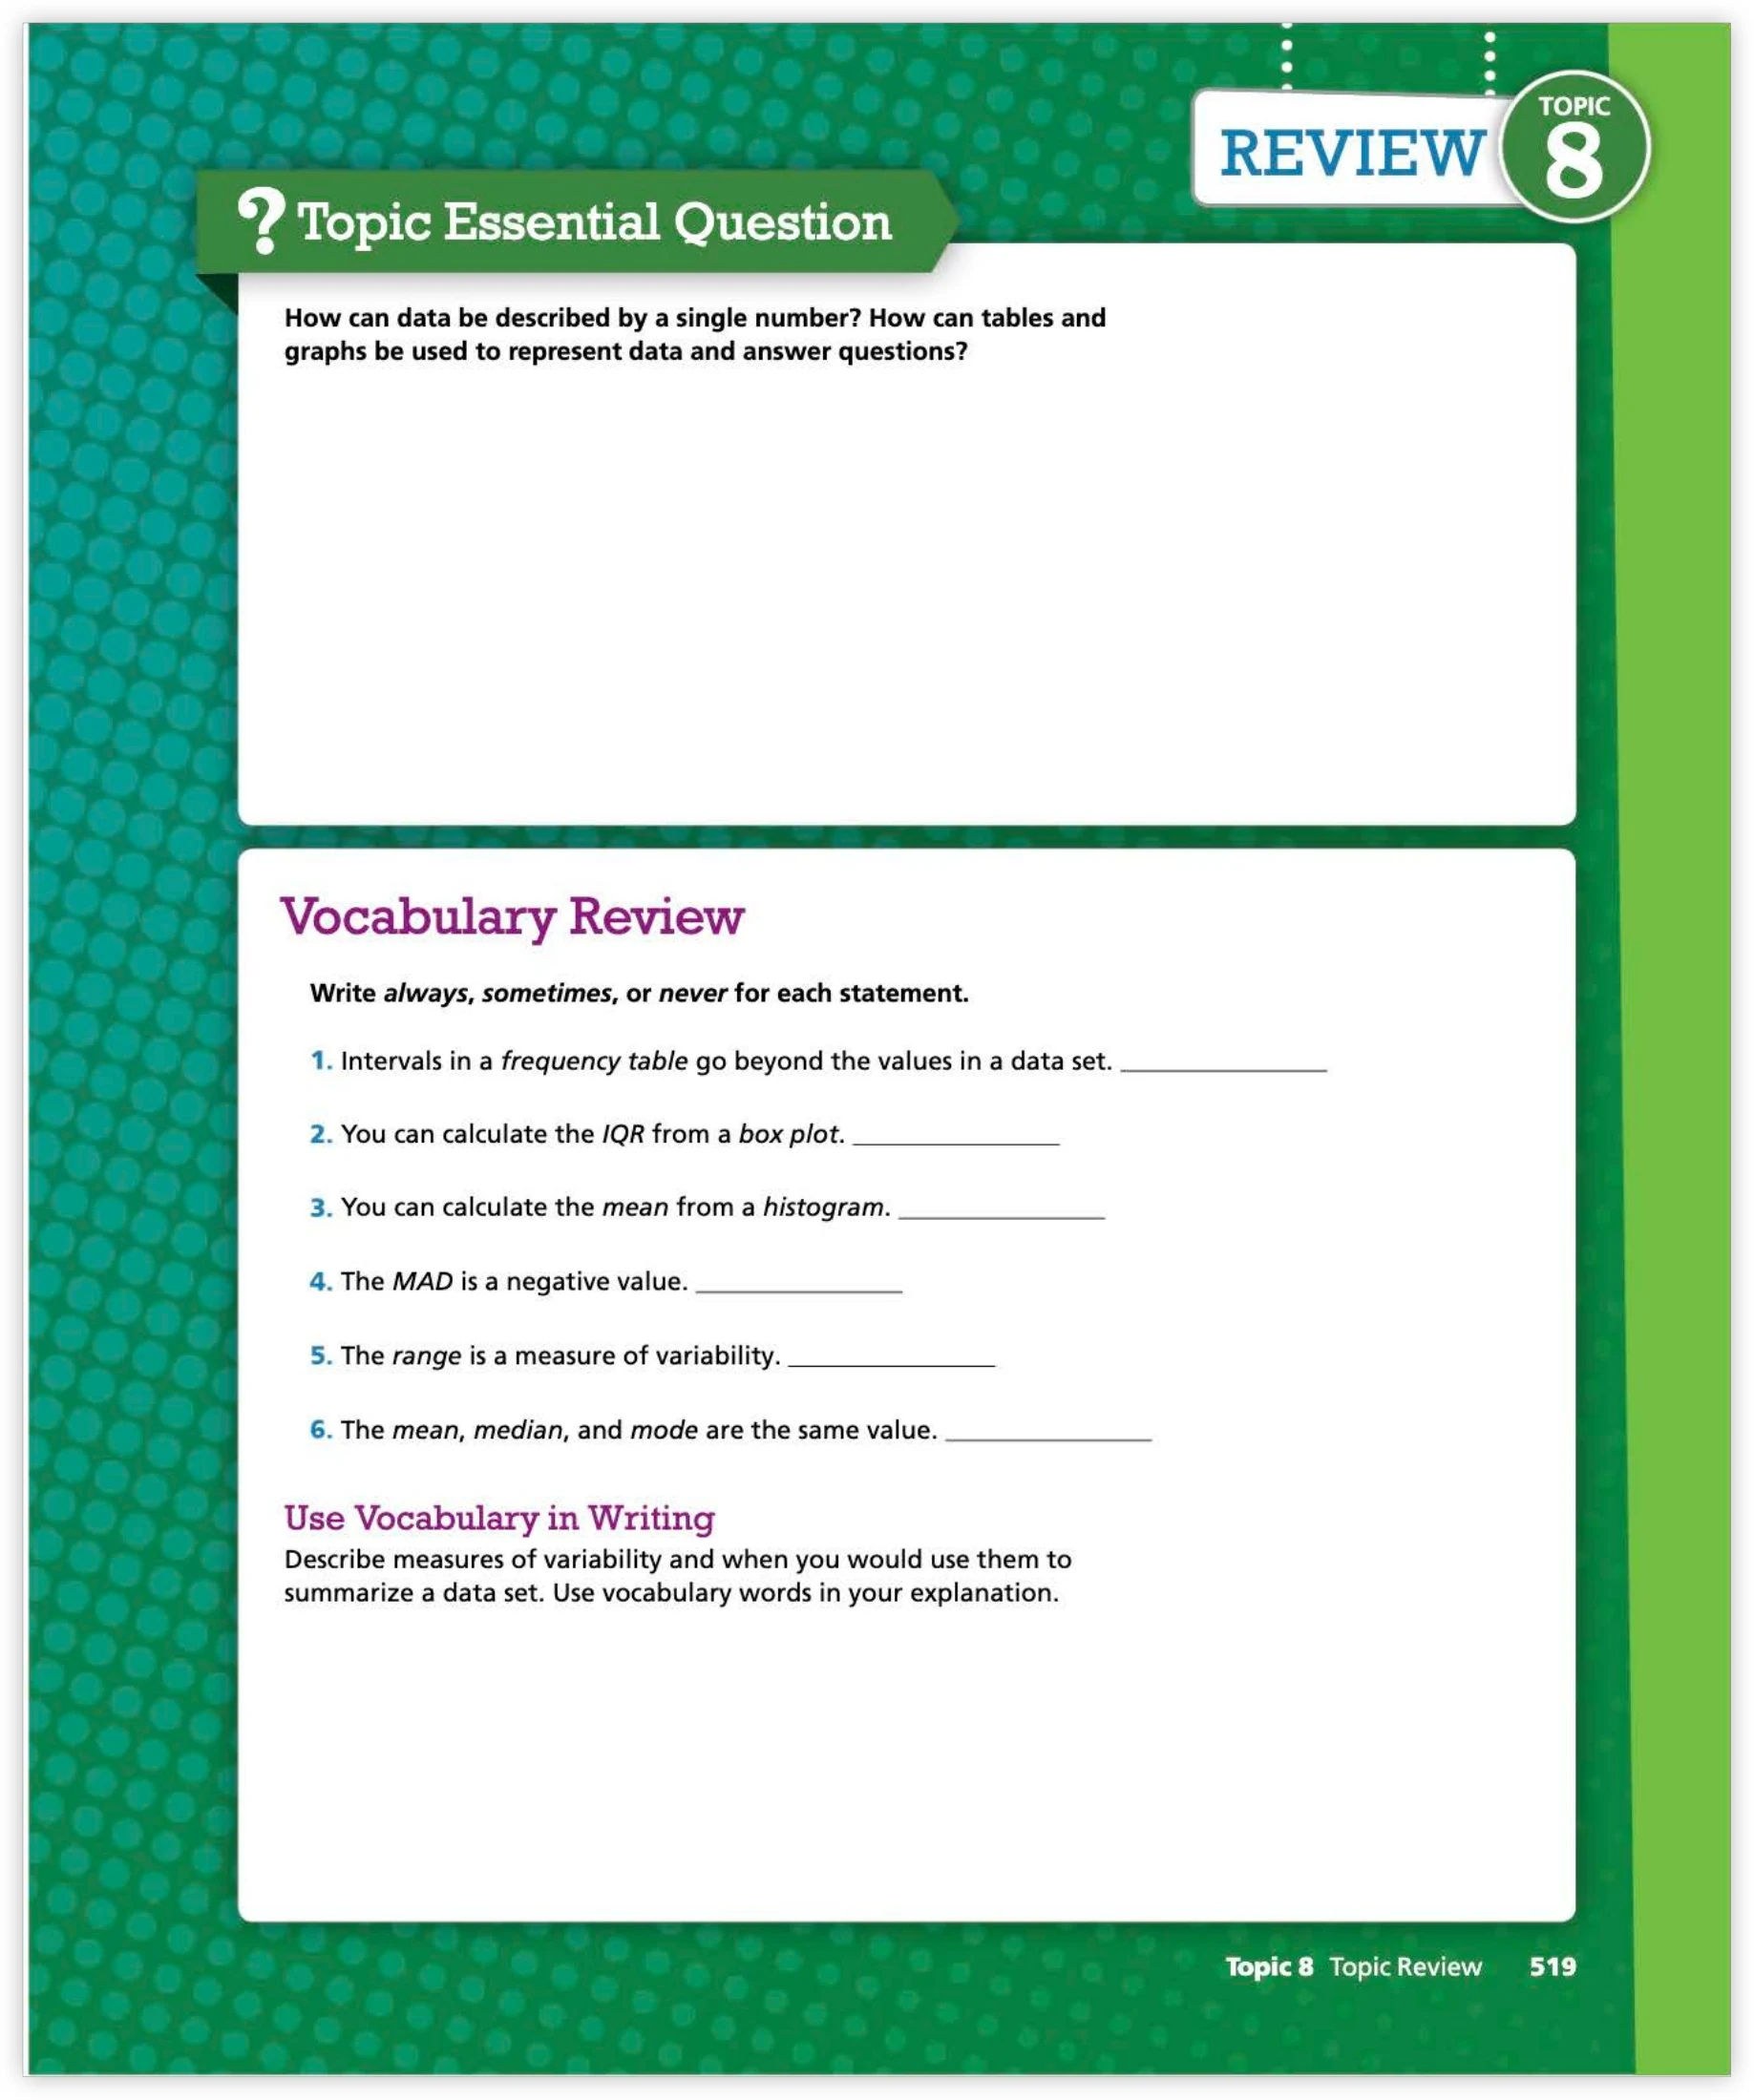 REVIEW
TOPIC
8
? Topic Essential Question
How can data be described by a single number? How can tables and
graphs be used to represent data and answer questions?
Vocabulary Review
Write always, sometimes, or never for each statement.
1. Intervals in a frequency table go beyond the values in a data set. ____________
2. You can calculate the IQR from a box plot. ____________
3. You can calculate the mean from a histogram. ____________
4. The MAD is a negative value. ____________
5. The range is a measure of variability. ____________
6. The mean, median, and mode are the same value. ____________
Use Vocabulary in Writing
Describe measures of variability and when you would use them to
summarize a data set. Use vocabulary words in your explanation.
Topic 8 Topic Review 519